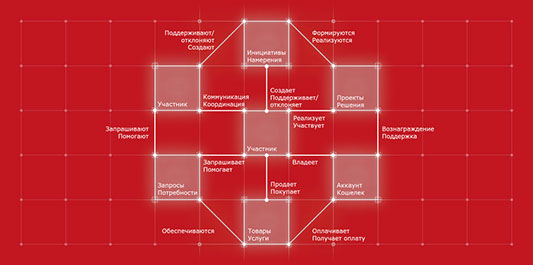 Поддерживают/
отклоняют
Создают
Формируются
Реализуются
Инициативы
Намерения
Участник
Коммуникация
Координация
Создает
Поддерживает/
отклоняет
Проекты
Решения
Реализует
Участвует
Запрашивают
Помогают
Вознаграждение
Поддержка
Участник
Запрашивает
Помогает
Владеет
Запросы
Потребности
Продает
Покупает
Аккаунт
Кошелек
Обеспечиваются
Товары
Услуги
Оплачивает
Получает оплату